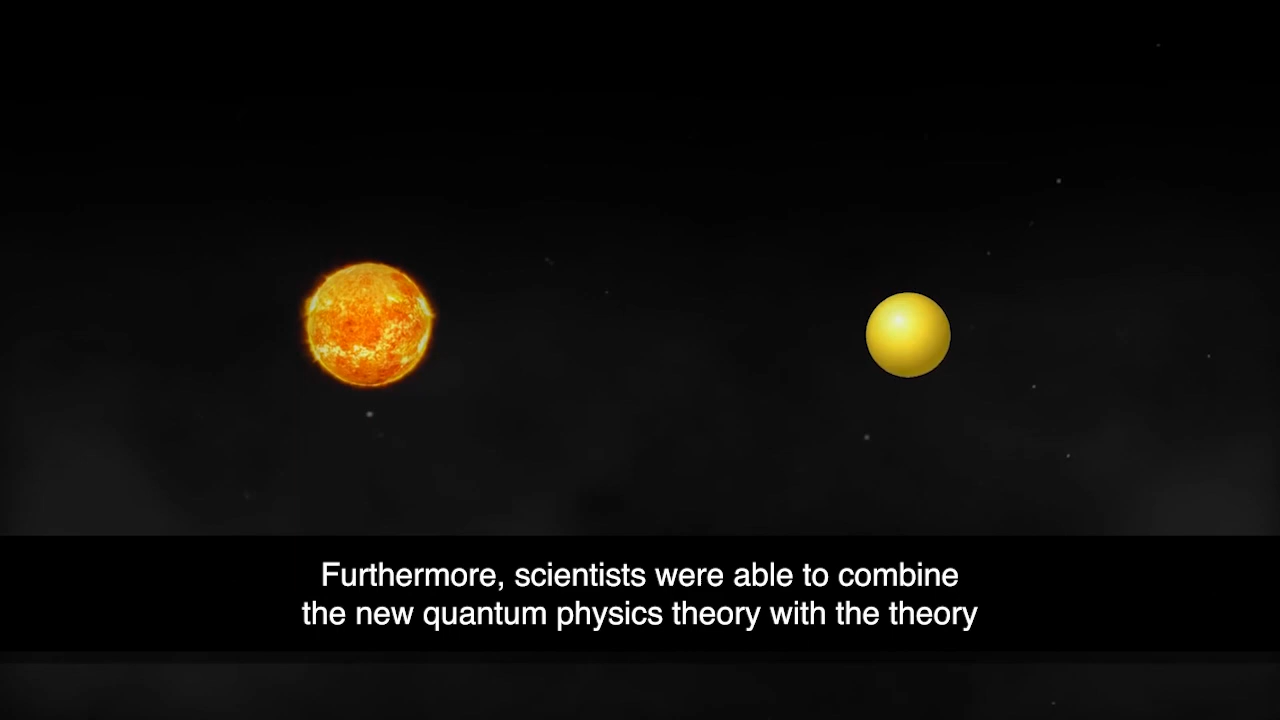 Furthermore, scientists were able to combine
the new quantum physics theory with the theory